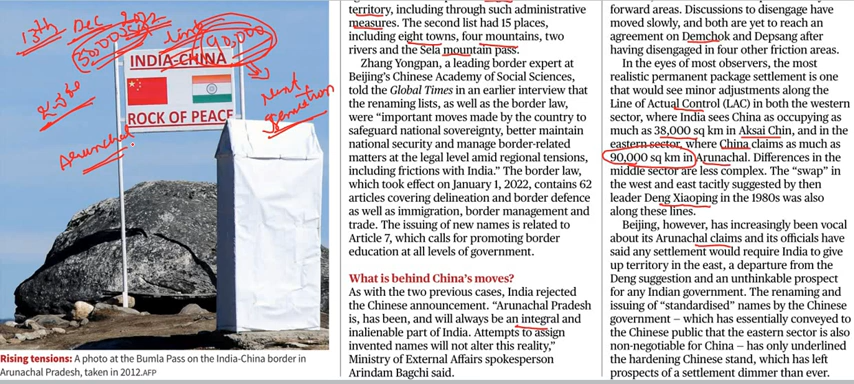 13th Dec 2022
90,000
INDIA-CHINA
ROCK OF PEACE
Arunachal
Rising tensions: A photo at the Bumla Pass on the India-China border in
Arunachal Pradesh, taken in 2012.AFP
territory, including through such administrative
measures. The second list had 15 places,
including eight towns, four mountains, two
rivers and the Sela mountain pass.
Zhang Yongpan, a leading border expert at
Beijing's Chinese Academy of Social Sciences,
told the Global Times in an earlier interview that
the renaming lists, as well as the border law,
were "important moves made by the country to
safeguard national sovereignty, better maintain
national security and manage border-related
matters at the legal level amid regional tensions,
including frictions with India." The border law,
which took effect on January 1, 2022, contains 62
articles covering delineation and border defence
as well as immigration, border management and
trade. The issuing of new names is related to
Article 7, which calls for promoting border
education at all levels of government.
What is behind China's moves?
As with the two previous cases, India rejected
the Chinese announcement. "Arunachal Pradesh
is, has been, and will always be an integral and
inalienable part of India. Attempts to assign
invented names will not alter this reality,"
Ministry of External Affairs spokesperson
Arindam Bagchi said.
forward areas. Discussions to disengage have
moved slowly, and both are yet to reach an
agreement on Demchok and Depsang after
having disengaged in four other friction areas.
In the eyes of most observers, the most
realistic permanent package settlement is one
that would see minor adjustments along the
Line of Actual Control (LAC) in both the western
sector, where India sees China as occupying as
much as 38,000 sq km in Aksai Chin, and in the
eastern sector, where China claims as much as
90,000 sq km in Arunachal. Differences in the
middle sector are less complex. The "swap" in
the west and east tacitly suggested by then
leader Deng Xiaoping in the 1980s was also
along these lines.
Beijing, however, has increasingly been vocal
about its Arunachal claims and its officials have
said any settlement would require India to give
up territory in the east, a departure from the
Deng suggestion and an unthinkable prospect
for any Indian government. The renaming and
issuing of "standardised" names by the Chinese
government – which has essentially conveyed to
the Chinese public that the eastern sector is also
non-negotiable for China – has only underlined
the hardening Chinese stand, which has left
prospects of a settlement dimmer than ever.